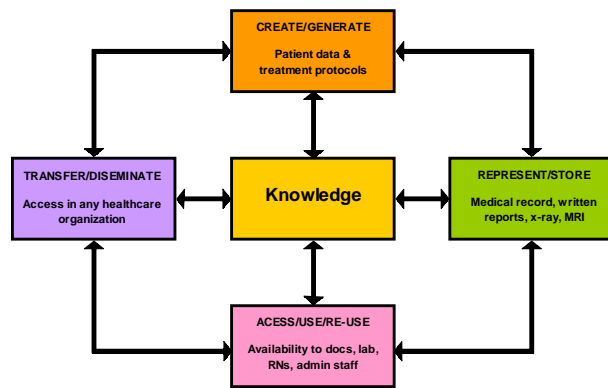 CREATE/GENERATE
Patient data &
treatment protocols
TRANSFER/DISEMINATE
Access in any healthcare
organization
Knowledge
REPRESENT/STORE
Medical record, written
reports, x-ray, MRI
ACESS/USE/RE-USE
Availability to docs, lab,
RNs, admin staff